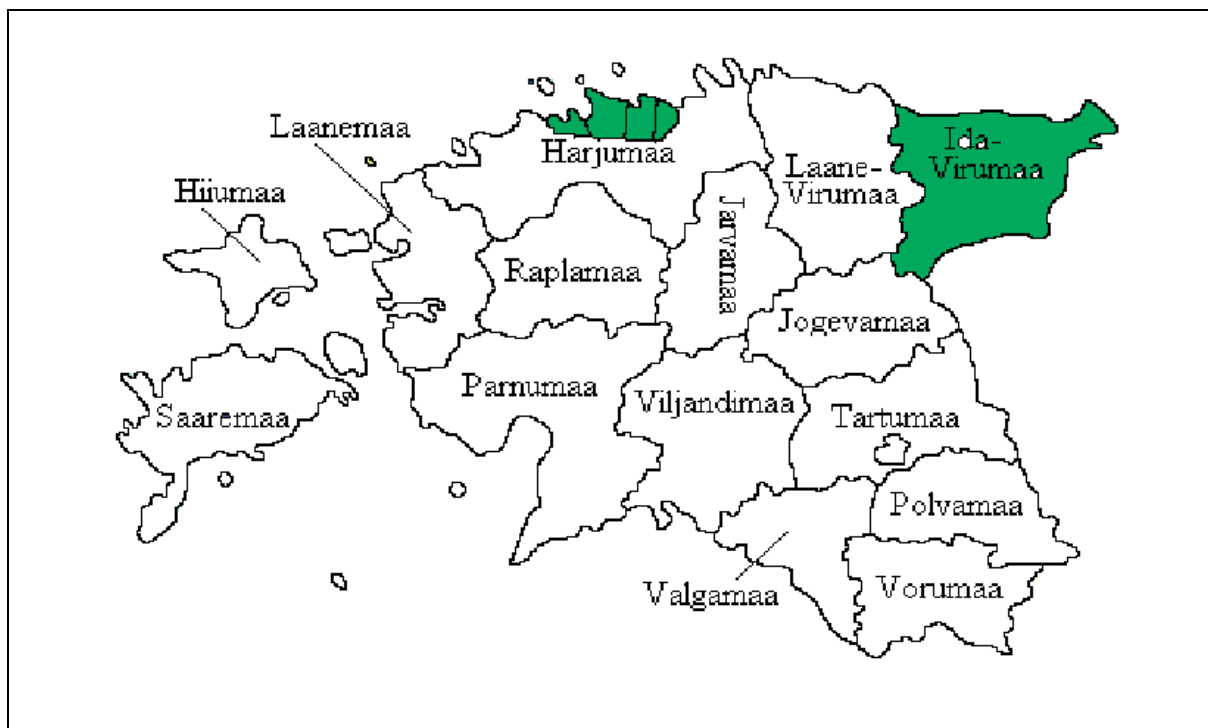 Laanemaa
Harjumaa
Ida-
Virumaa
Laane-
Virumaa
Hiiumaa
Jarvamaa
Raplamaa
Jogevamaa
Parnumaa
Viljandimaa
Saaremaa
Tartumaa
Polvamaa
Valgamaa
Vorumaa